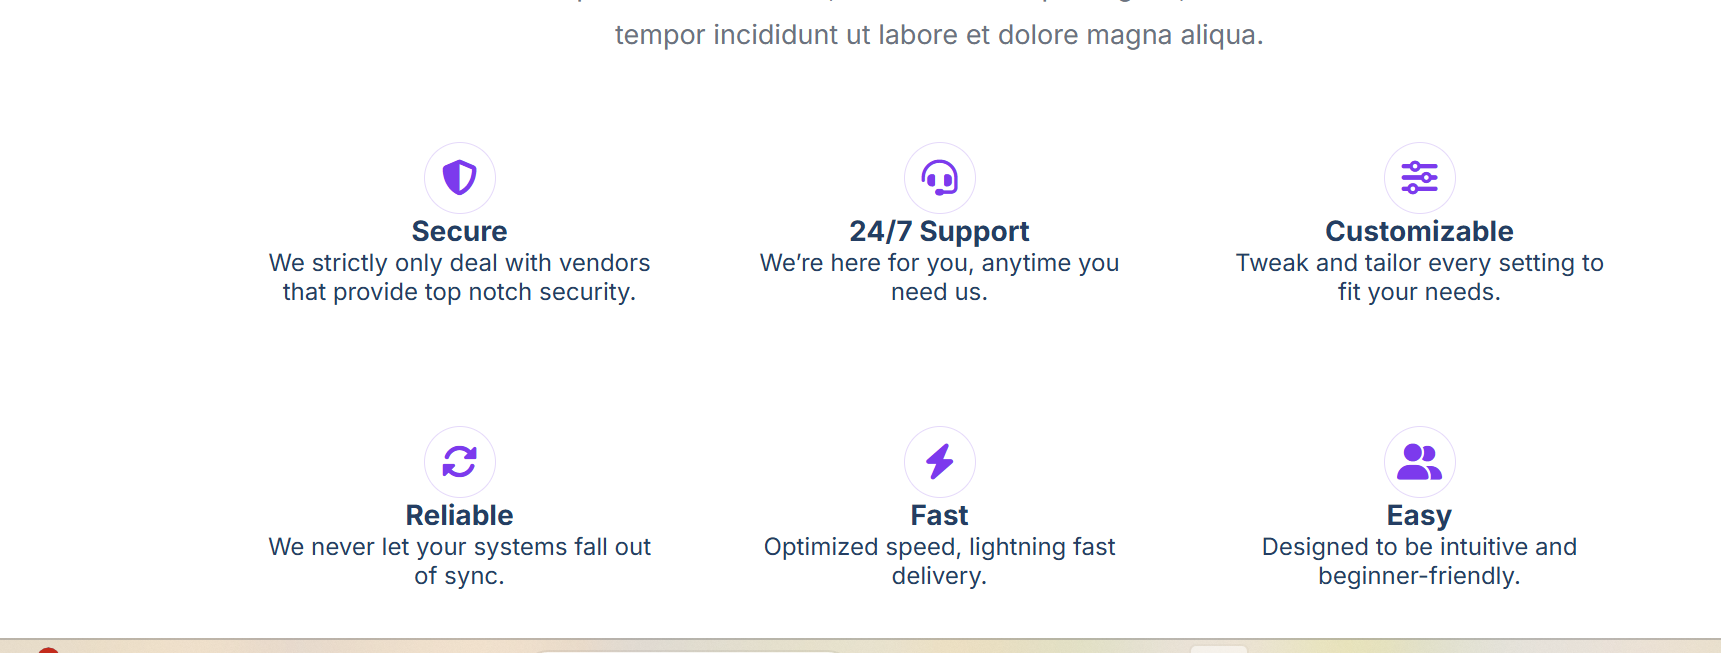 tempor incididunt ut labore et dolore magna aliqua.
Secure
We strictly only deal with vendors
that provide top notch security.
24/7 Support
We’re here for you, anytime you
need us.
Customizable
Tweak and tailor every setting to
fit your needs.
Reliable
We never let your systems fall out
of sync.
Fast
Optimized speed, lightning fast
delivery.
Easy
Designed to be intuitive and
beginner-friendly.